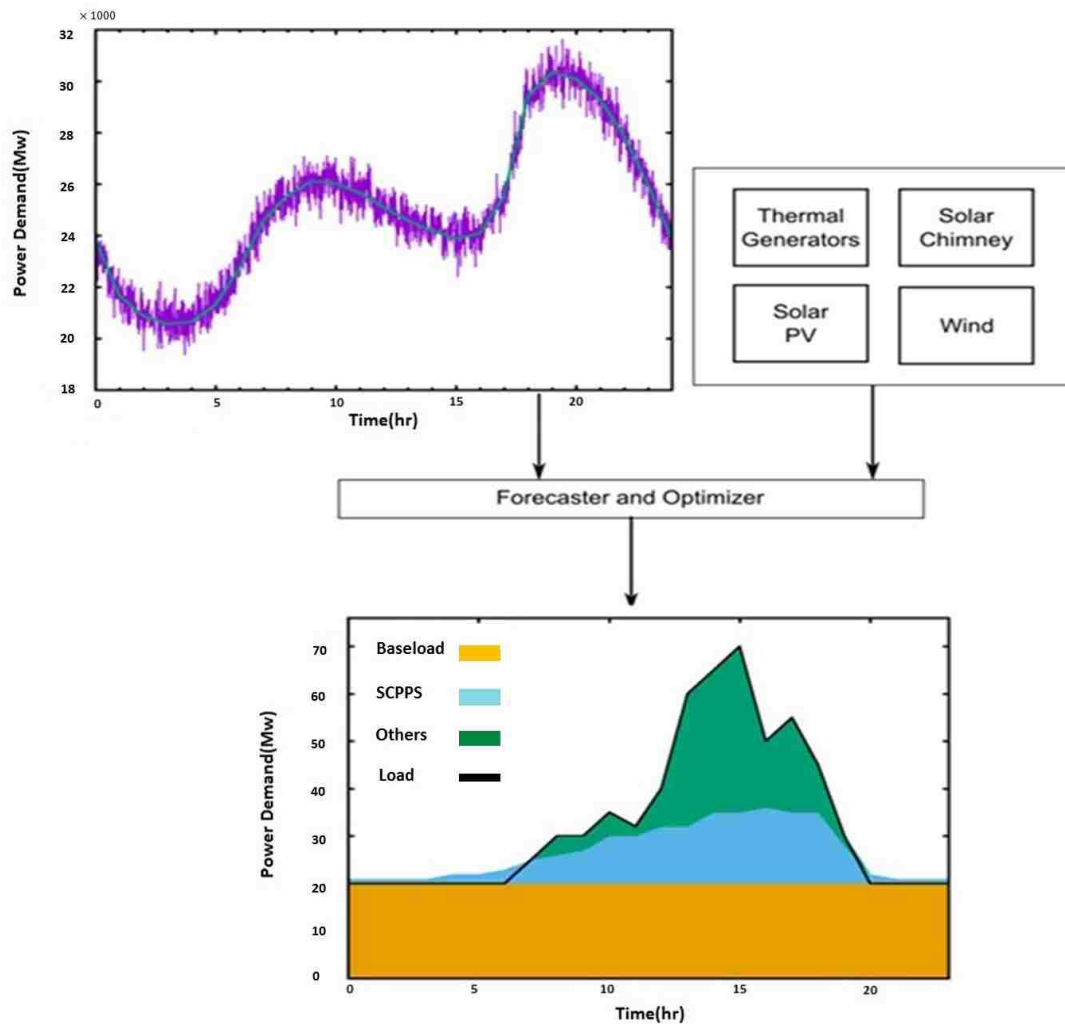 × 1000
32
30
28
26
24
22
20
18
Power Demand(Mw)
0 5 10 15 20
Time(hr)
Thermal
Generators
Solar
Chimney
Solar
PV
Wind
Forecaster and Optimizer
Baseload
SCPPS
Others
Load
70
60
50
40
30
20
10
0
Power Demand(Mw)
0 5 10 15 20
Time(hr)